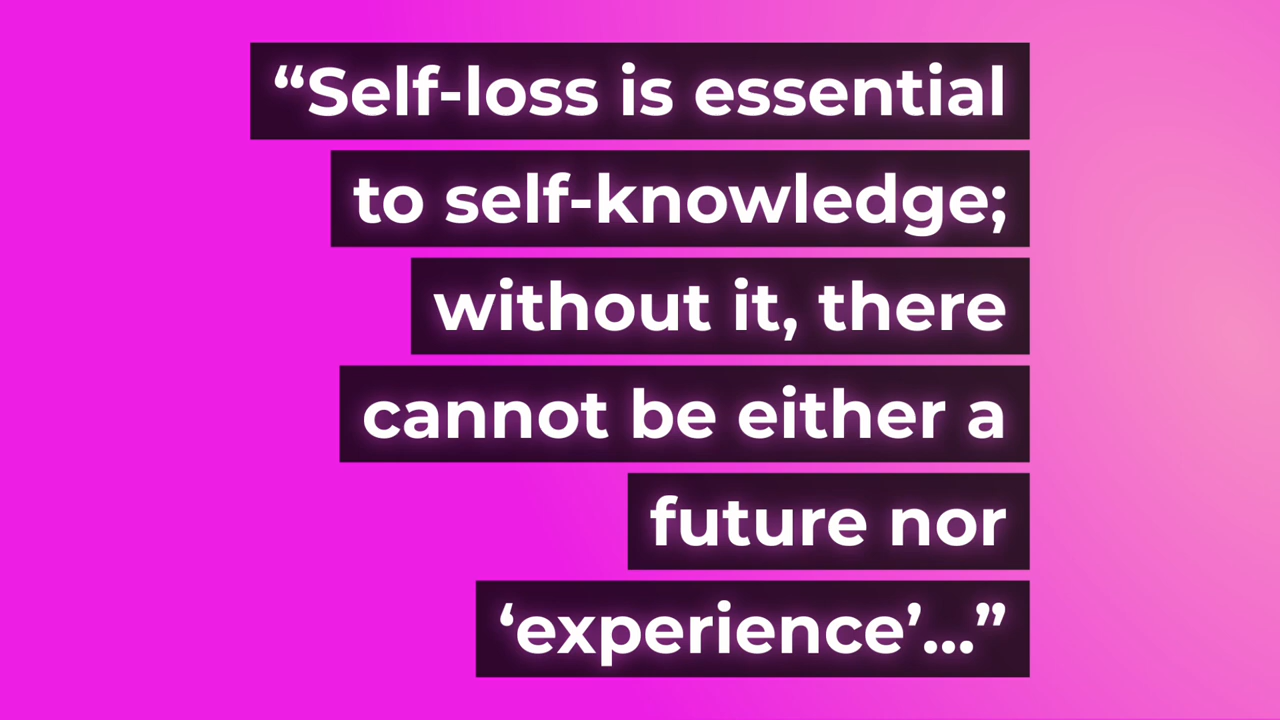 “Self-loss is essential
to self-knowledge;
without it, there
cannot be either a
future nor
‘experience’...”